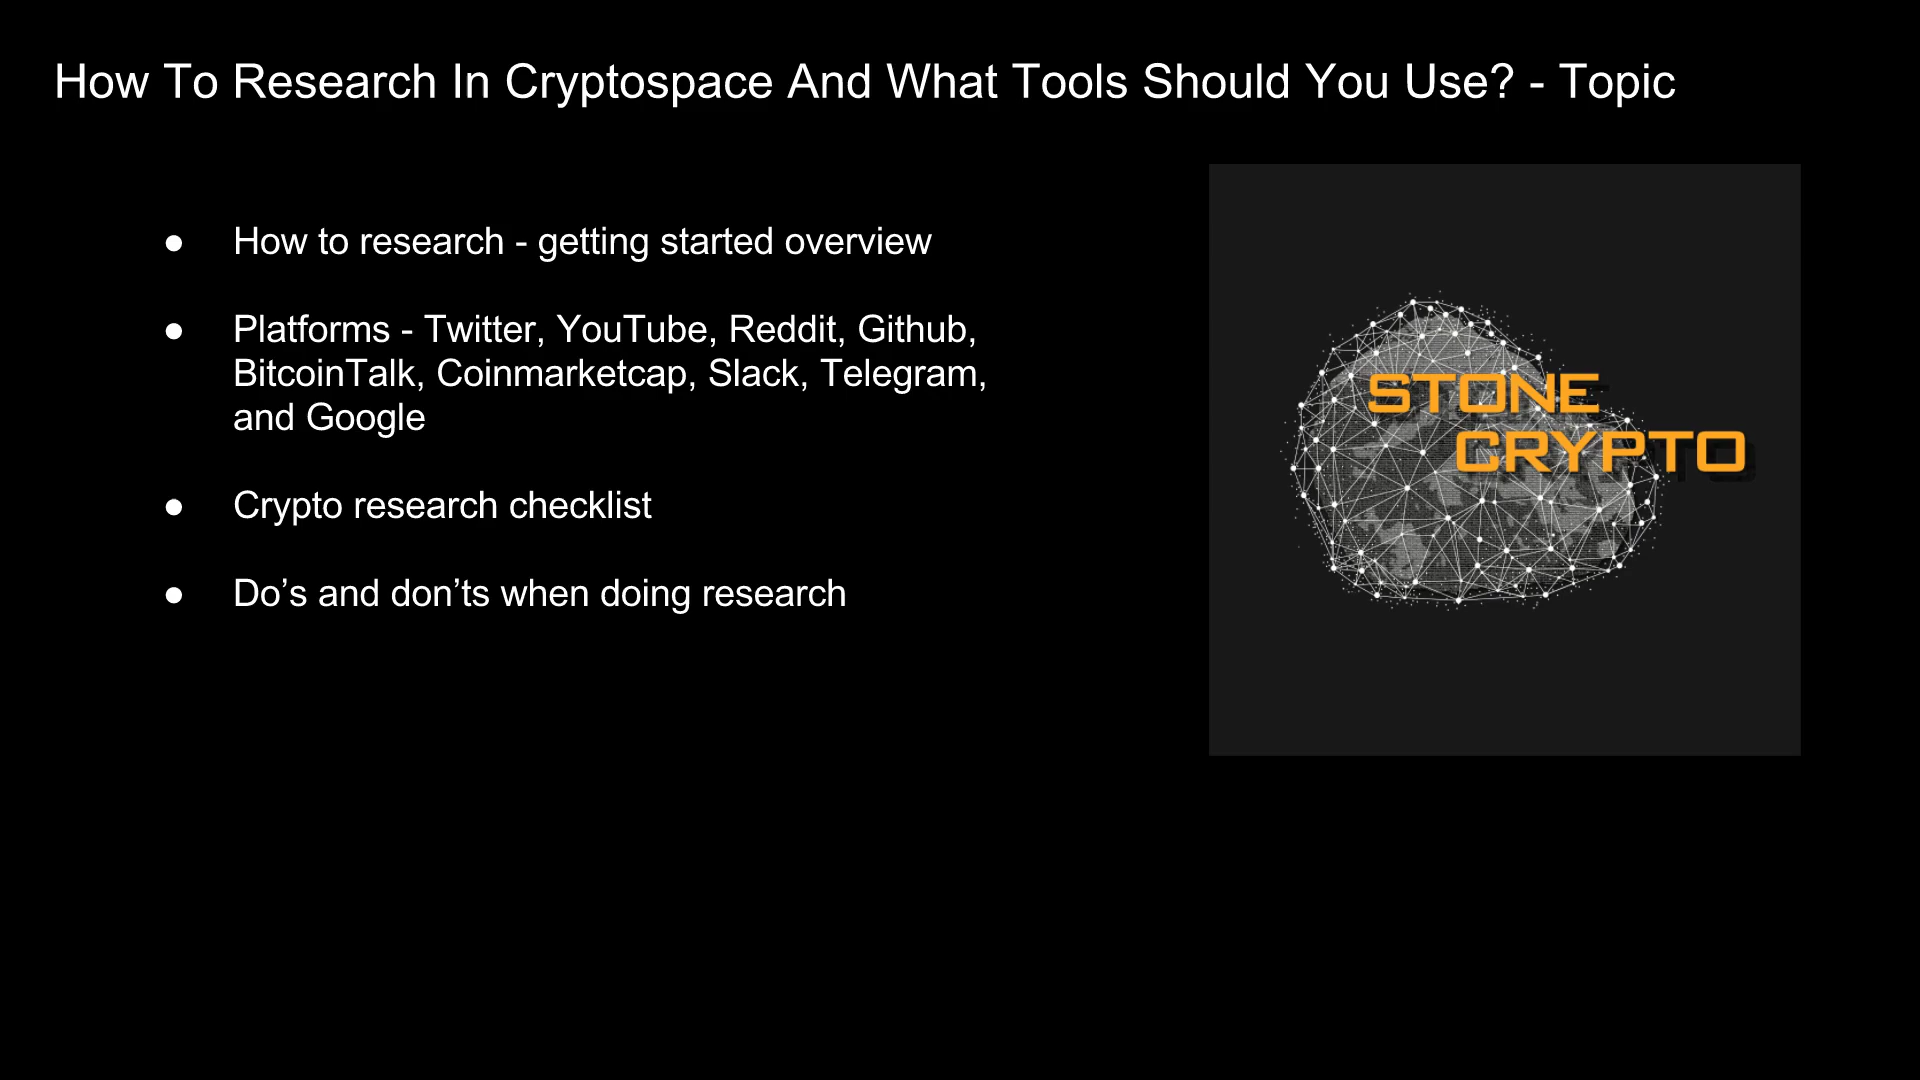 How To Research In Cryptospace And What Tools Should You Use? - Topic
● How to research - getting started overview
● Platforms - Twitter, YouTube, Reddit, Github,
BitcoinTalk, Coinmarketcap, Slack, Telegram,
and Google
● Crypto research checklist
● Do’s and don’ts when doing research
STONE
CRYPTO